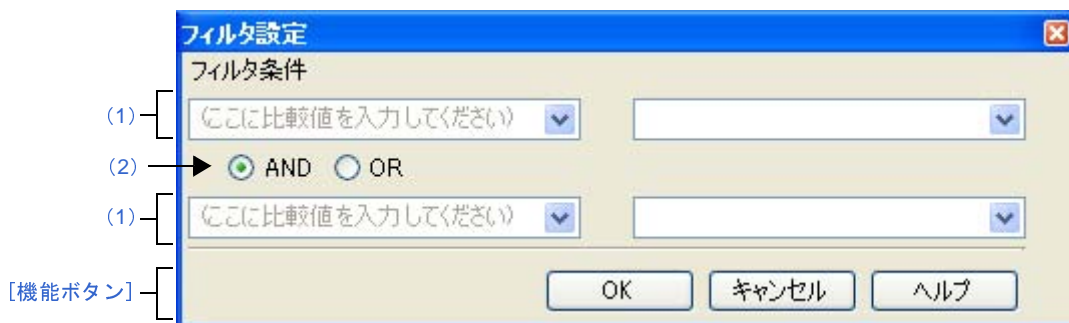 フィルタ設定
フィルタ条件
(1) (ここに比較値を入力してください)
(2) AND OR
(1) (ここに比較値を入力してください)
[機能ボタン] OK キャンセル ヘルプ